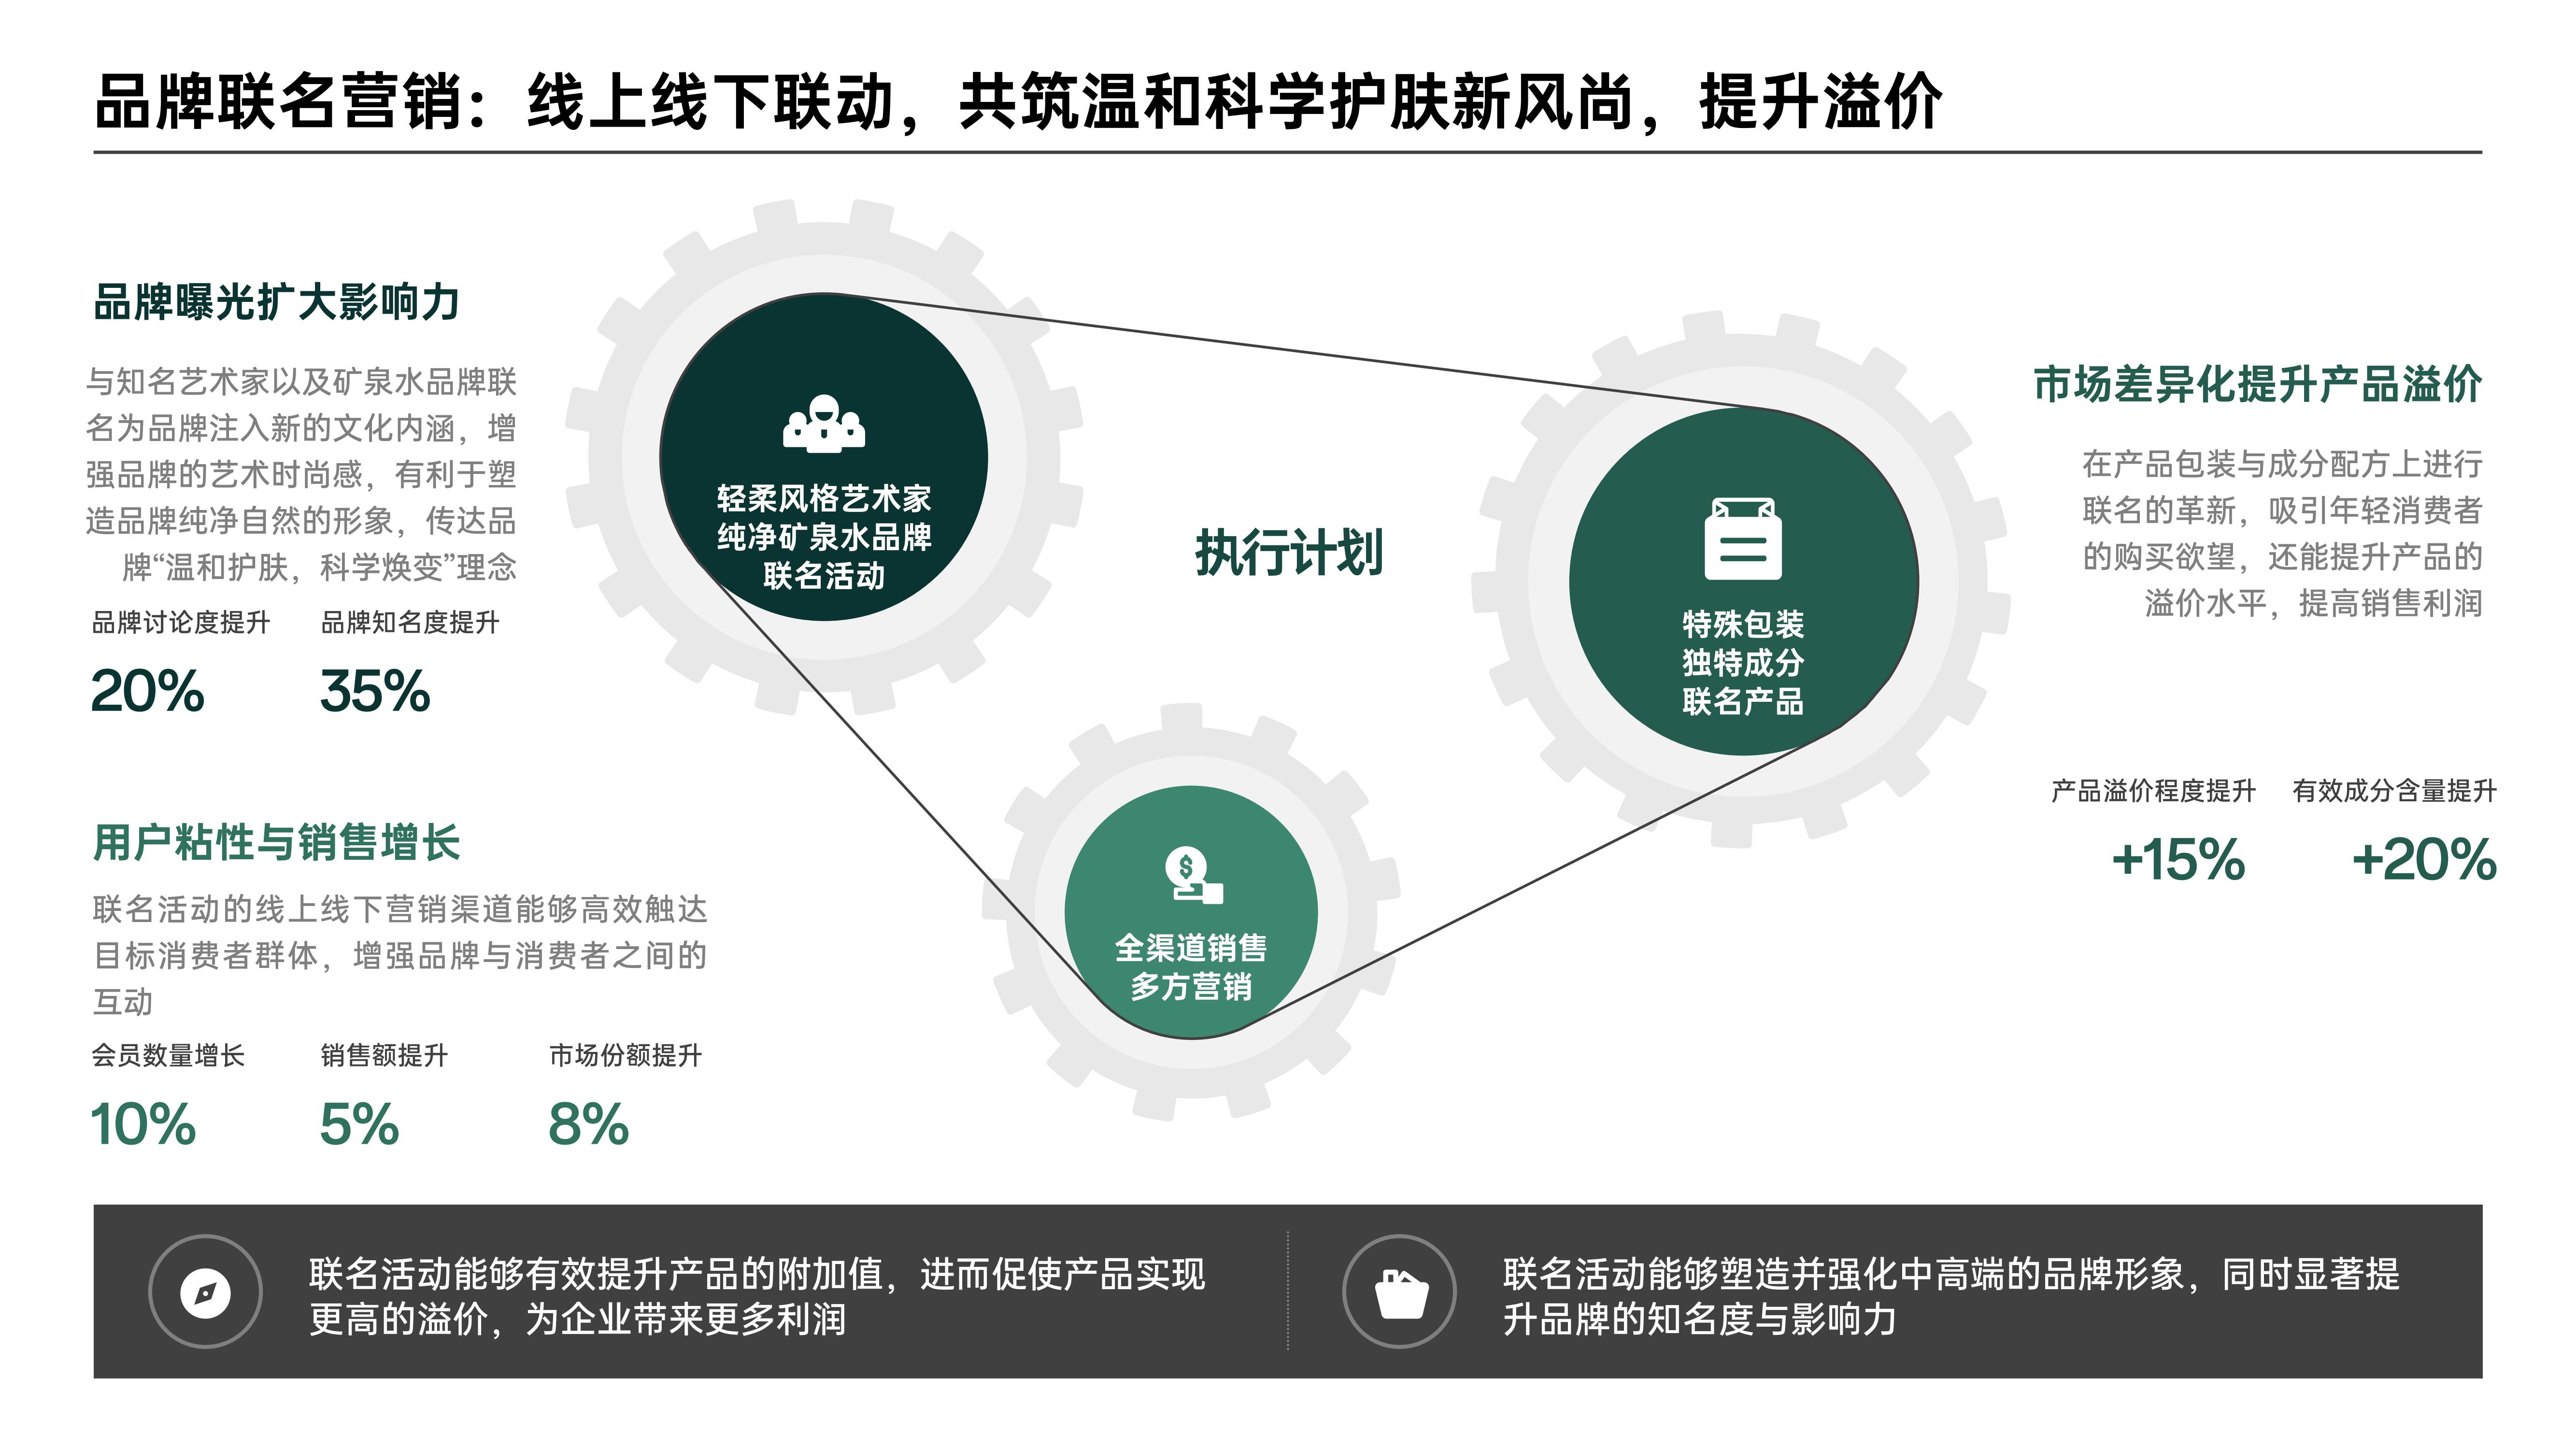 品牌联名营销：线上线下联动，共筑温和科学护肤新风尚，提升溢价
品牌曝光扩大影响力
与知名艺术家以及矿泉水品牌联
名为品牌注入新的文化内涵，增
强品牌的艺术时尚感，有利于塑
造品牌纯净自然的形象，传达品
牌“温和护肤，科学焕变”理念
品牌讨论度提升 品牌知名度提升
20% 35%
用户粘性与销售增长
联名活动的线上线下营销渠道能够高效触达
目标消费者群体，增强品牌与消费者之间的
互动
会员数量增长 销售额提升 市场份额提升
10% 5% 8%
轻柔风格艺术家
纯净矿泉水品牌
联名活动
执行计划
全渠道销售
多方营销
特殊包装
独特成分
联名产品
市场差异化提升产品溢价
在产品包装与成分配方上进行
联名的革新，吸引年轻消费者
的购买欲望，还能提升产品的
溢价水平，提高销售利润
产品溢价程度提升 有效成分含量提升
+15% +20%
联名活动能够有效提升产品的附加值，进而促使产品实现
更高的溢价，为企业带来更多利润
联名活动能够塑造并强化中高端的品牌形象，同时显著提
升品牌的知名度与影响力